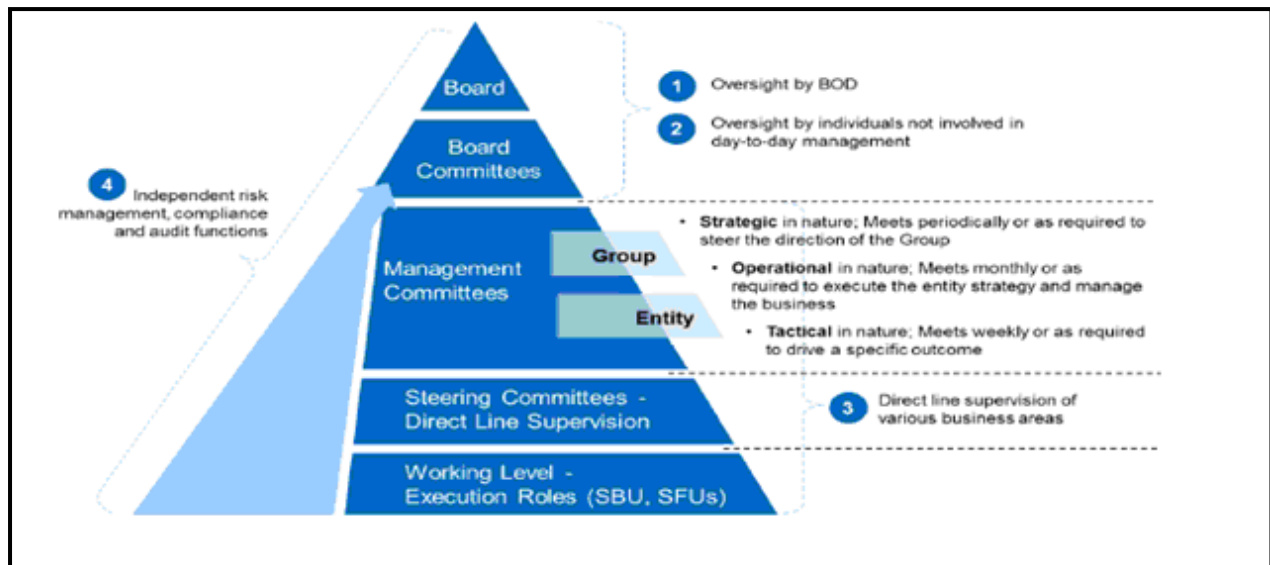 Board
Board
Committees
Management
Committees
Group
Entity
Steering Committees -
Direct Line Supervision
Working Level -
Execution Roles (SBU, SFUs)
1
Oversight by BOD
2
Oversight by individuals not involved in
day-to-day management
• Strategic in nature; Meets periodically or as required to
steer the direction of the Group
• Operational in nature; Meets monthly or as
required to execute the entity strategy and manage
the business
• Tactical in nature; Meets weekly or as required
to drive a specific outcome
3
Direct line supervision of
various business areas
4
Independent risk
management, compliance
and audit functions